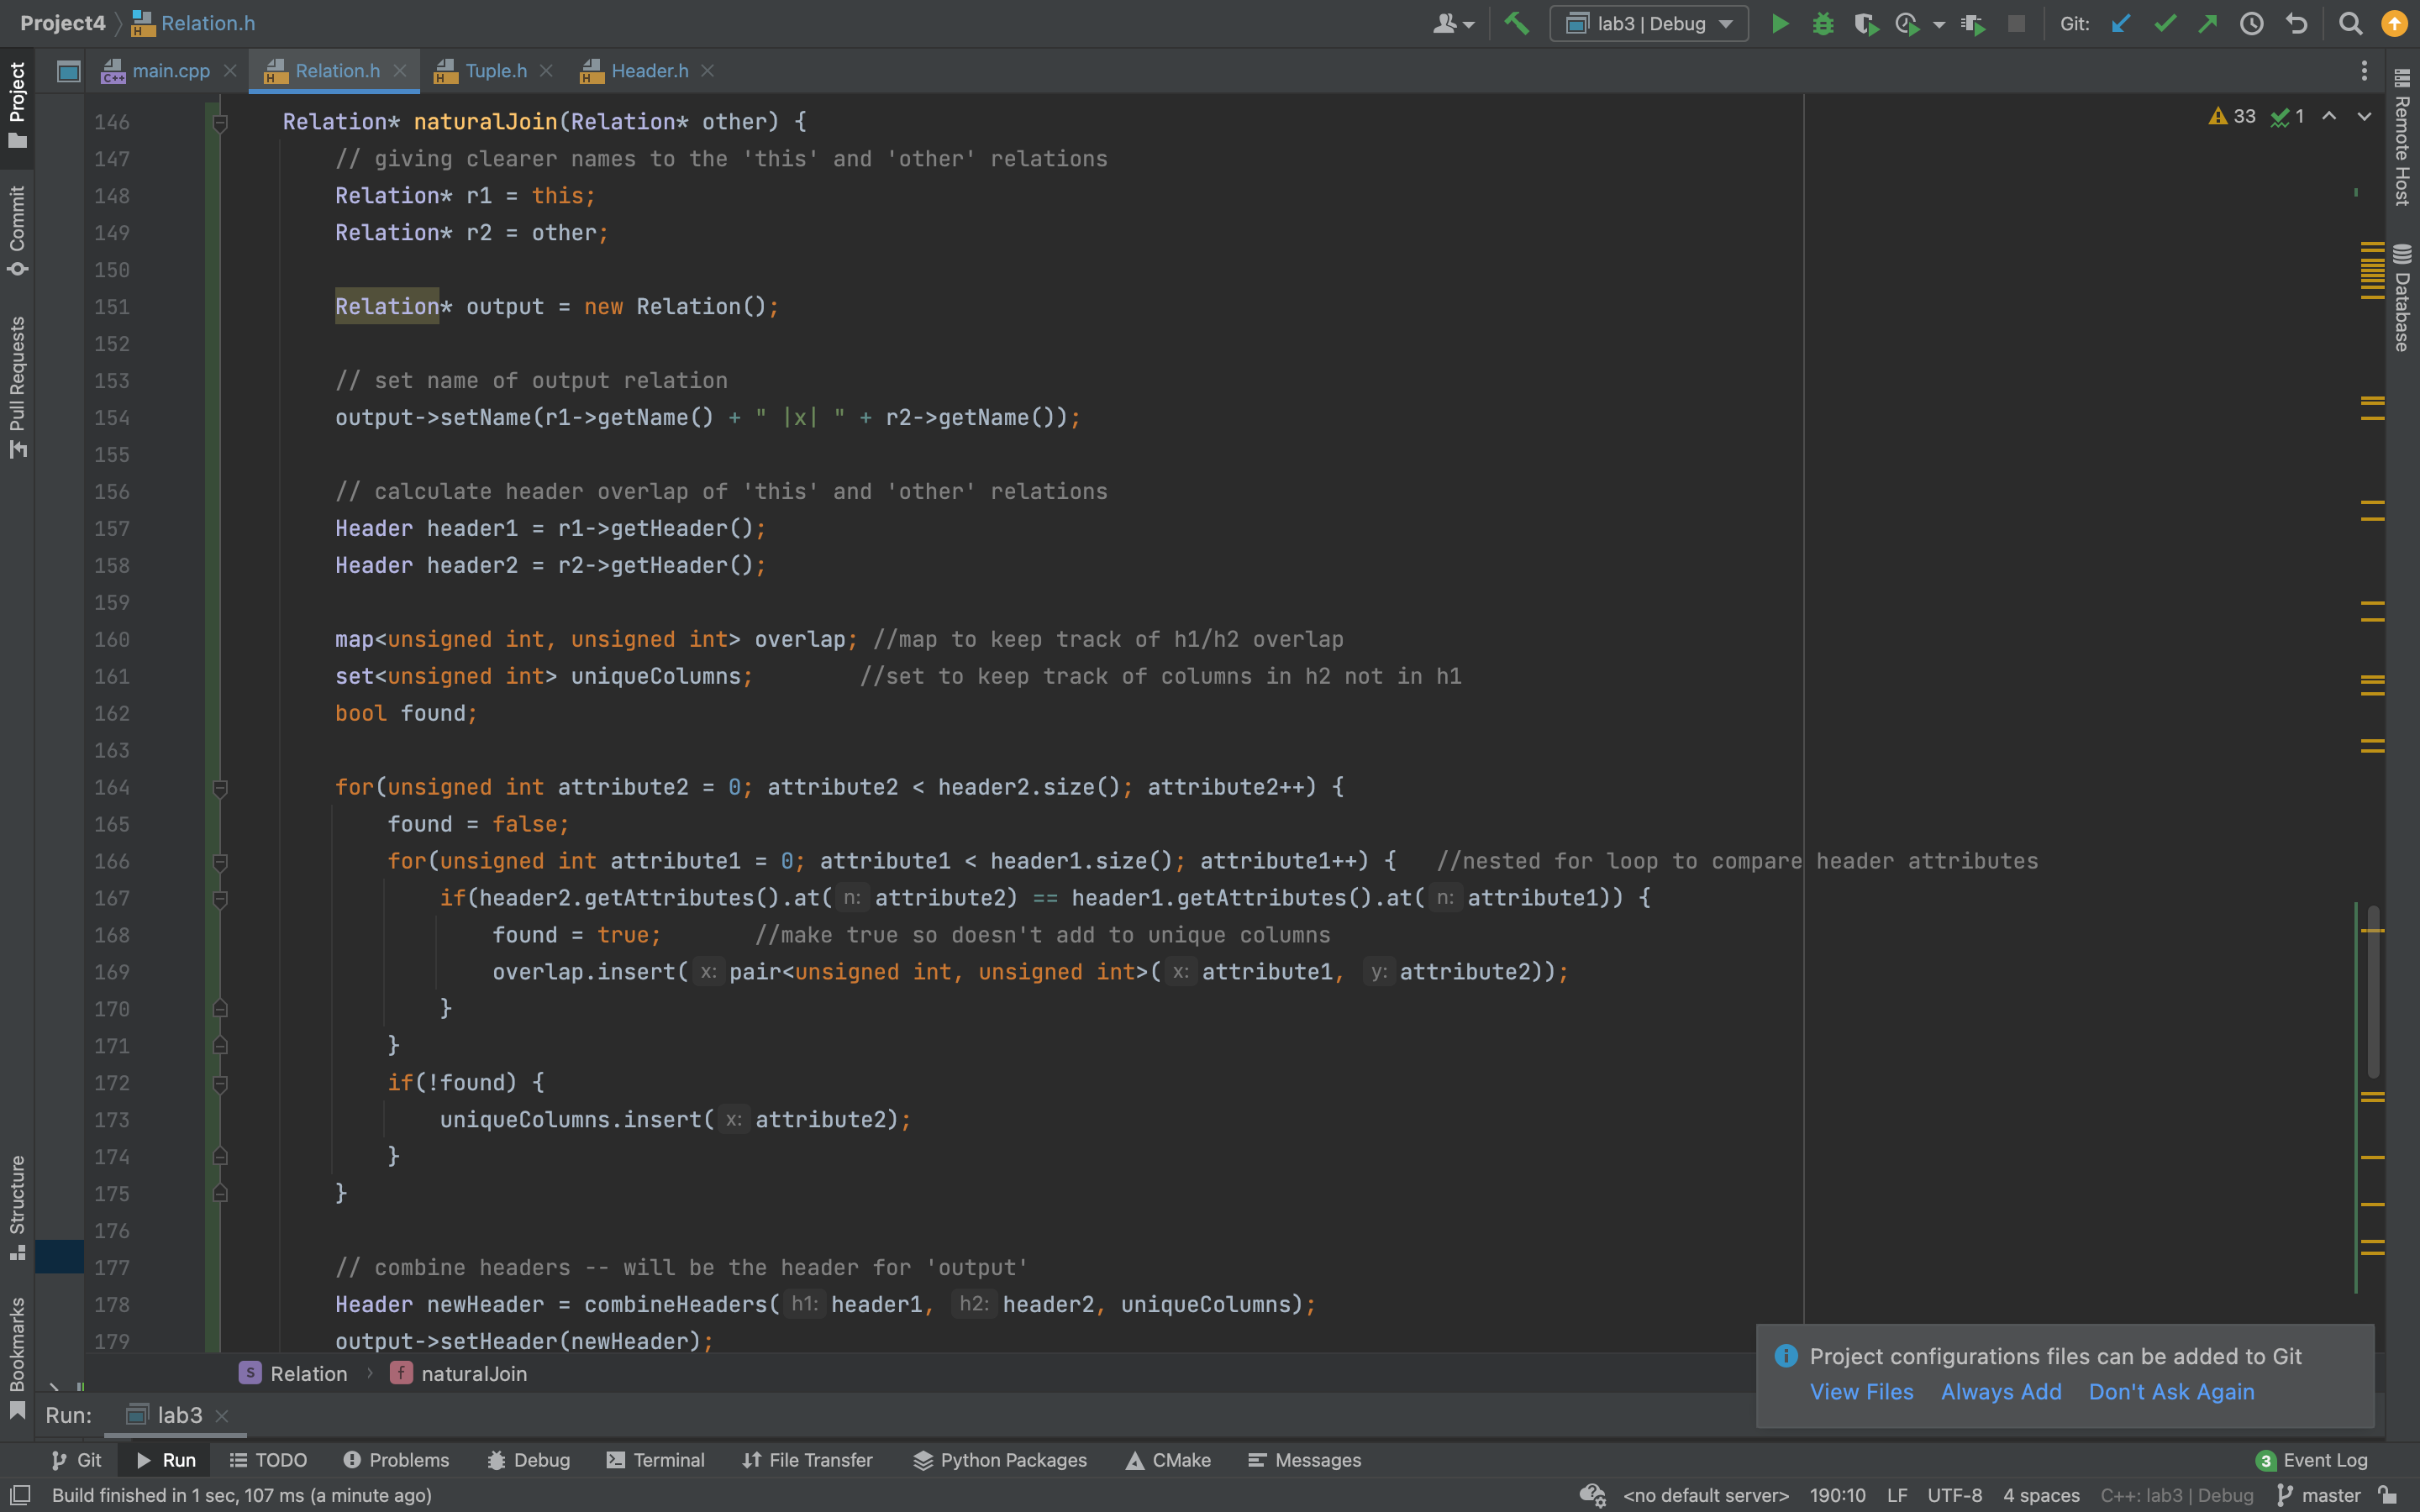 Project4 Relation.h lab3 | Debug Git:
main.cpp Relation.h Tuple.h Header.h
Project
Commit
Pull Requests
Structure
Bookmarks
Remote Host
Database
33 1
146 Relation* naturalJoin(Relation* other) {
147 // giving clearer names to the 'this' and 'other' relations
148 Relation* r1 = this;
149 Relation* r2 = other;
150
151 Relation* output = new Relation();
152
153 // set name of output relation
154 output->setName(r1->getName() + " |x| " + r2->getName());
155
156 // calculate header overlap of 'this' and 'other' relations
157 Header header1 = r1->getHeader();
158 Header header2 = r2->getHeader();
159
160 map<unsigned int, unsigned int> overlap; //map to keep track of h1/h2 overlap
161 set<unsigned int> uniqueColumns; //set to keep track of columns in h2 not in h1
162 bool found;
163
164 for(unsigned int attribute2 = 0; attribute2 < header2.size(); attribute2++) {
165 found = false;
166 for(unsigned int attribute1 = 0; attribute1 < header1.size(); attribute1++) { //nested for loop to compare header attributes
167 if(header2.getAttributes().at( n: attribute2) == header1.getAttributes().at( n: attribute1)) {
168 found = true; //make true so doesn't add to unique columns
169 overlap.insert( x: pair<unsigned int, unsigned int>( x: attribute1, y: attribute2));
170 }
171 }
172 if(!found) {
173 uniqueColumns.insert( x: attribute2);
174 }
175 }
176
177 // combine headers -- will be the header for 'output'
178 Header newHeader = combineHeaders( h1: header1, h2: header2, uniqueColumns);
179 output->setHeader(newHeader);
S Relation f naturalJoin
Project configurations files can be added to Git
View Files Always Add Don't Ask Again
Run: lab3
Git Run TODO Problems Debug Terminal File Transfer Python Packages CMake Messages 3 Event Log
Build finished in 1 sec, 107 ms (a minute ago) <no default server> 190:10 LF UTF-8 4 spaces C++: lab3 | Debug master